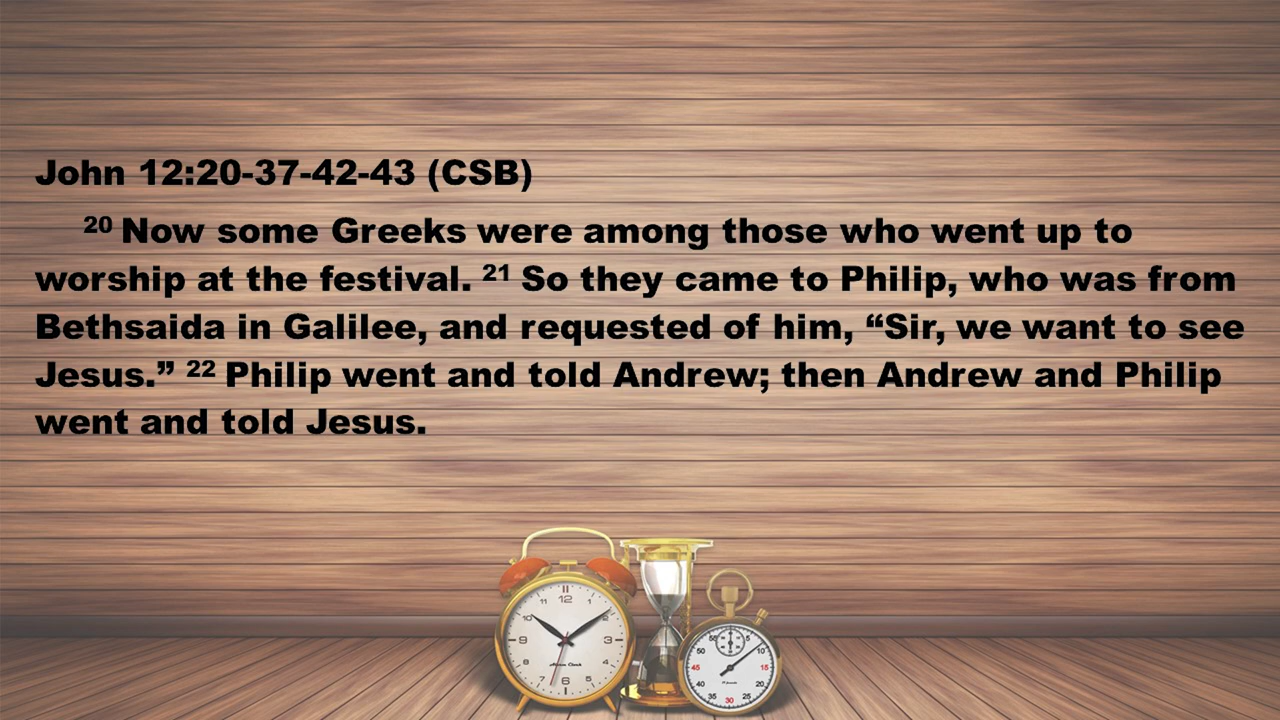 John 12:20-37-42-43 (CSB)
20 Now some Greeks were among those who went up to
worship at the festival. 21 So they came to Philip, who was from
Bethsaida in Galilee, and requested of him, “Sir, we want to see
Jesus.” 22 Philip went and told Andrew; then Andrew and Philip
went and told Jesus.